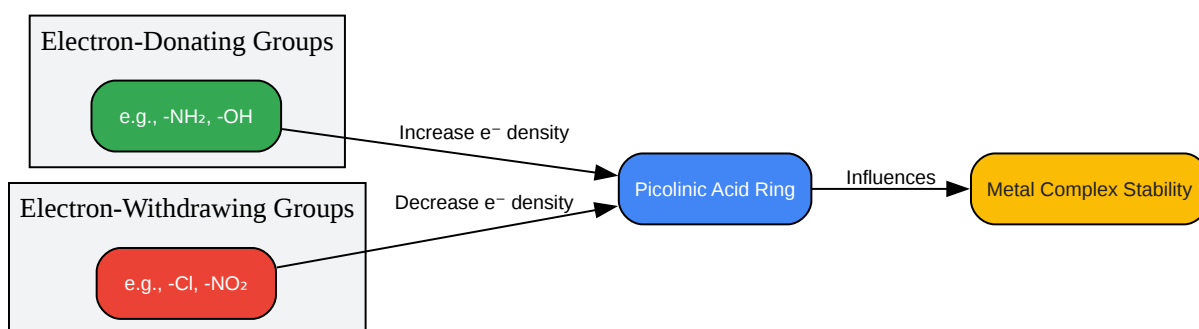 Electron-Donating Groups
e.g., -NH₂, -OH
Increase e⁻ density
Electron-Withdrawing Groups
e.g., -Cl, -NO₂
Decrease e⁻ density
Picolinic Acid Ring
Influences
Metal Complex Stability